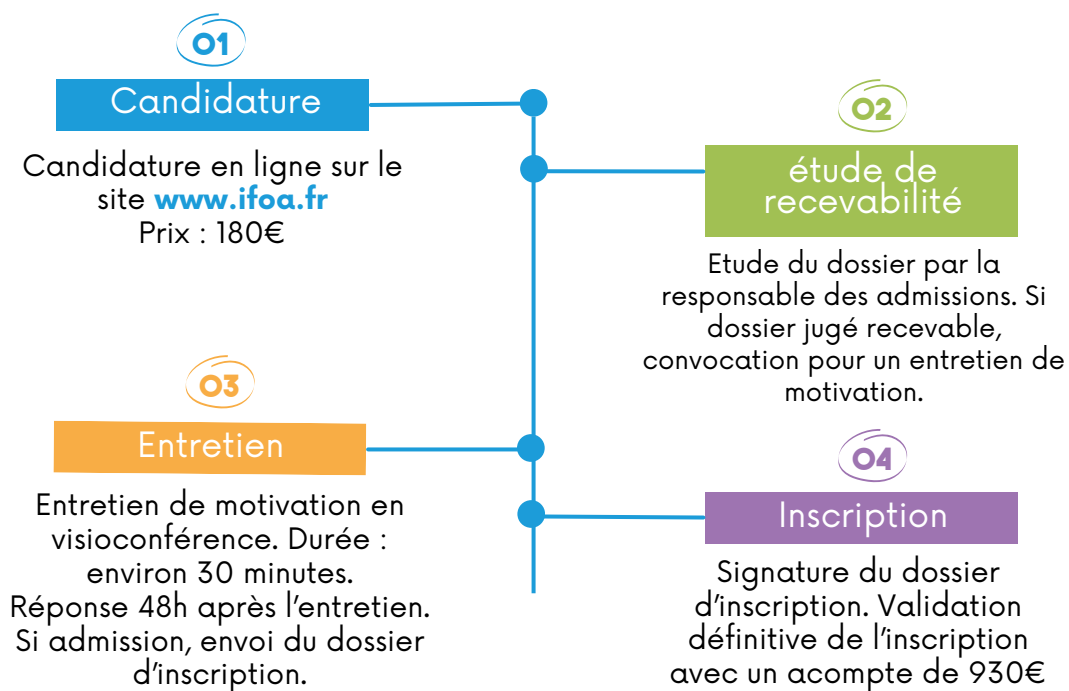 01
Candidature
Candidature en ligne sur le
site www.ifoa.fr
Prix : 180€
02
étude de
recevabilité
Etude du dossier par la
responsable des admissions. Si
dossier jugé recevable,
convocation pour un entretien de
motivation.
03
Entretien
Entretien de motivation en
visioconférence. Durée :
environ 30 minutes.
Réponse 48h après l'entretien.
Si admission, envoi du dossier
d'inscription.
04
Inscription
Signature du dossier
d'inscription. Validation
définitive de l'inscription
avec un acompte de 930€